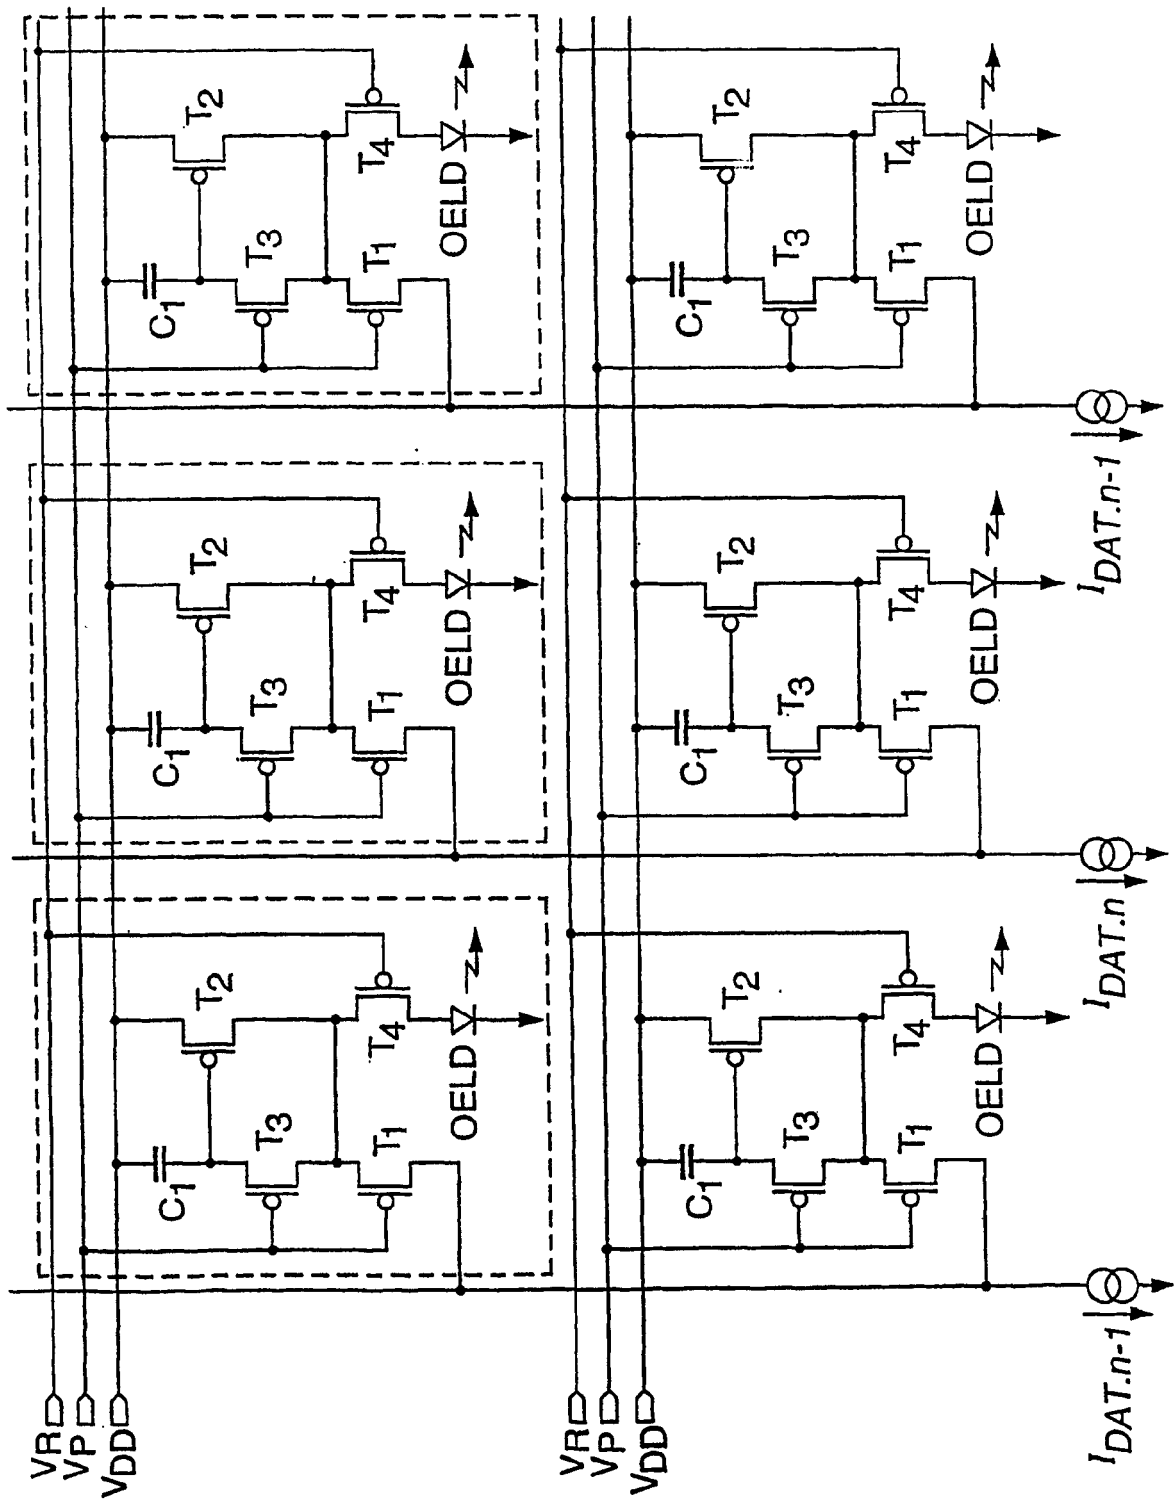 VR
VP
VDD
C1
T2
T3
T1
T4
OELD
C1
T2
T3
T1
T4
OELD
C1
T2
T3
T1
T4
OELD
VR
VP
VDD
C1
T2
T3
T1
T4
OELD
C1
T2
T3
T1
T4
OELD
C1
T2
T3
T1
T4
OELD
IDAT.n-1
IDAT.n
IDAT.n-1